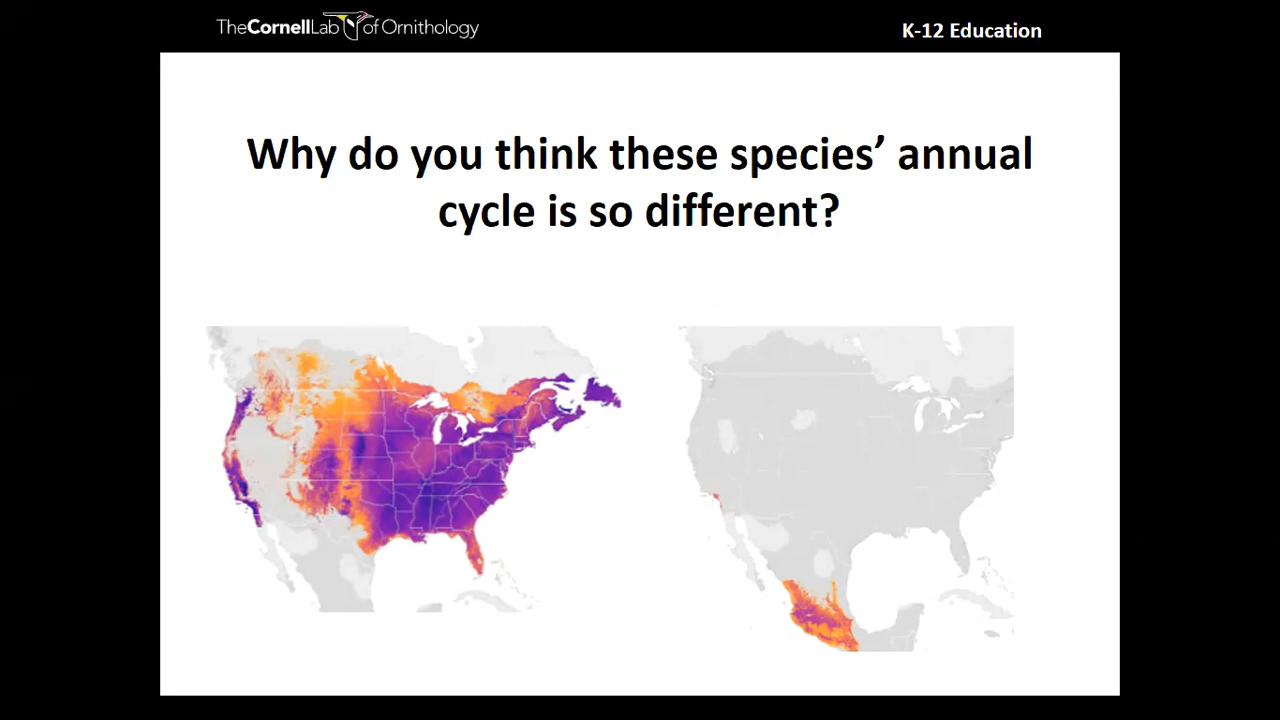 TheCornellLab of Ornithology
K-12 Education
Why do you think these species’ annual
cycle is so different?